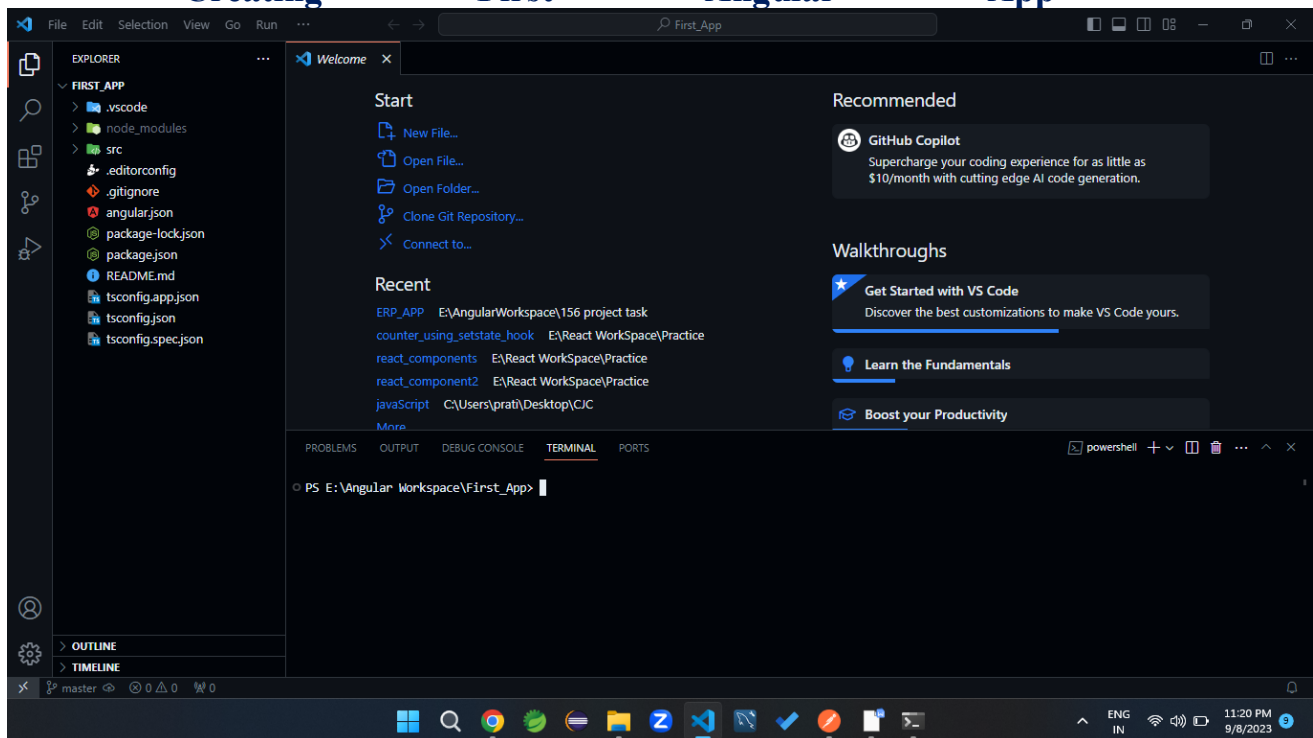 Creating First Angular App
File Edit Selection View Go Run ... First_App
EXPLORER ...
FIRST_APP
.vscode
node_modules
src
.editorconfig
.gitignore
angular.json
package-lock.json
package.json
README.md
tsconfig.app.json
tsconfig.json
tsconfig.spec.json
OUTLINE
TIMELINE
Welcome
Start
New File...
Open File...
Open Folder...
Clone Git Repository...
Connect to...
Recent
ERP_APP E:\AngularWorkspace\156 project task
counter_using_setstate_hook E:\React WorkSpace\Practice
react_components E:\React WorkSpace\Practice
react_component2 E:\React WorkSpace\Practice
javaScript C:\Users\prati\Desktop\CJC
More
Recommended
GitHub Copilot
Supercharge your coding experience for as little as
$10/month with cutting edge AI code generation.
Walkthroughs
Get Started with VS Code
Discover the best customizations to make VS Code yours.
Learn the Fundamentals
Boost your Productivity
PROBLEMS OUTPUT DEBUG CONSOLE TERMINAL PORTS powershell ...
PS E:\Angular Workspace\First_App>
master 0 0 0
ENG
IN
11:20 PM
9/8/2023
9